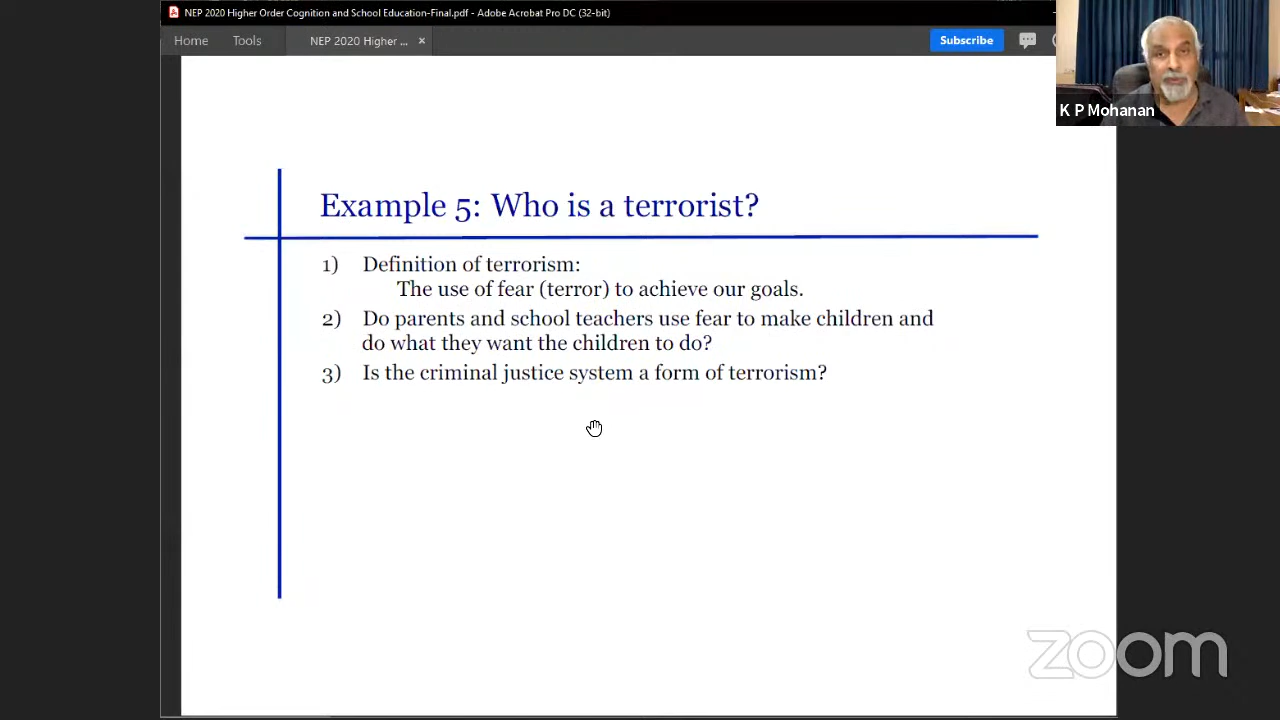 NEP 2020 Higher Order Cognition and School Education-Final.pdf - Adobe Acrobat Pro DC (32-bit)
Home
Tools
NEP 2020 Higher ...
×
Subscribe
K P Mohanan
Example 5: Who is a terrorist?
1) Definition of terrorism:
The use of fear (terror) to achieve our goals.
2) Do parents and school teachers use fear to make children and
do what they want the children to do?
3) Is the criminal justice system a form of terrorism?
zoom